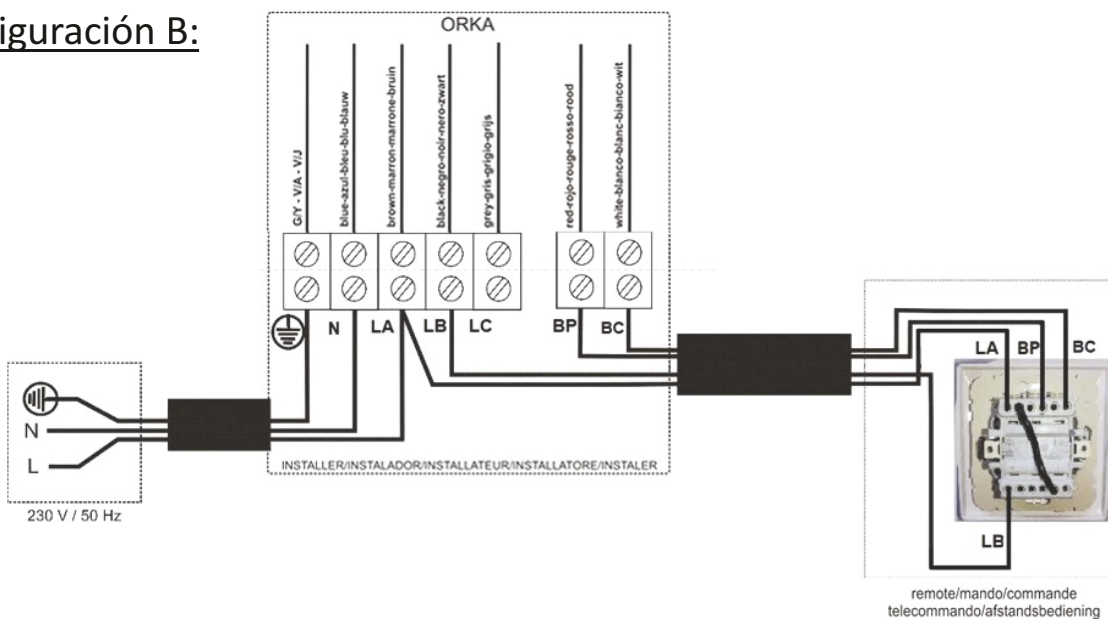 iguración B:
ORKA
G/Y - V/A - V/J
blue-azul-bleu-blu-blauw
brown-marron-marrone-bruin
black-negro-noir-nero-zwart
grey-gris-grigio-grijs
red-rojo-rouge-rosso-rood
white-blanco-blanc-bianco-wit
N
LA
LB
LC
BP
BC
INSTALLER/INSTALADOR/INSTALLATEUR/INSTALLATORE/INSTALER
N
L
230 V / 50 Hz
LA
BP
BC
LB
remote/mando/commande
telecommando/afstandsbediening